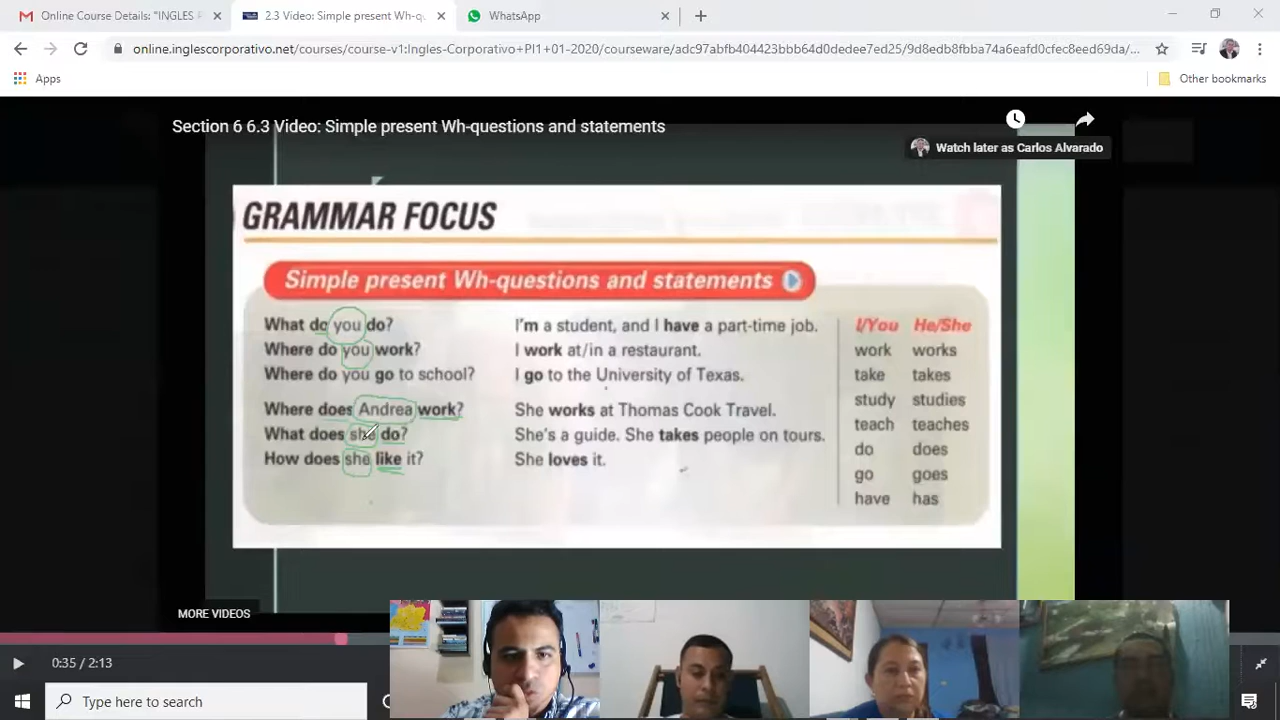 Online Course Details: "INGLES P
2.3 Video: Simple present Wh-qu
WhatsApp
online.inglescorporativo.net/courses/course-v1:Ingles-Corporativo+PI1+01-2020/courseware/adc97abfb404423bbb64d0dedee7ed25/9d8edb8fbba74a6eafd0cfec8eed69da/...
Apps
Other bookmarks
Section 6 6.3 Video: Simple present Wh-questions and statements
Watch later as Carlos Alvarado
GRAMMAR FOCUS
Simple present Wh-questions and statements
What do you do? I'm a student, and I have a part-time job. I/You He/She
Where do you work? I work at/in a restaurant. work works
Where do you go to school? I go to the University of Texas. take takes
study studies
Where does Andrea work? She works at Thomas Cook Travel.
teach teaches
What does she do? She's a guide. She takes people on tours.
do does
How does she like it? She loves it.
go goes
have has
MORE VIDEOS
0:35 / 2:13
Type here to search